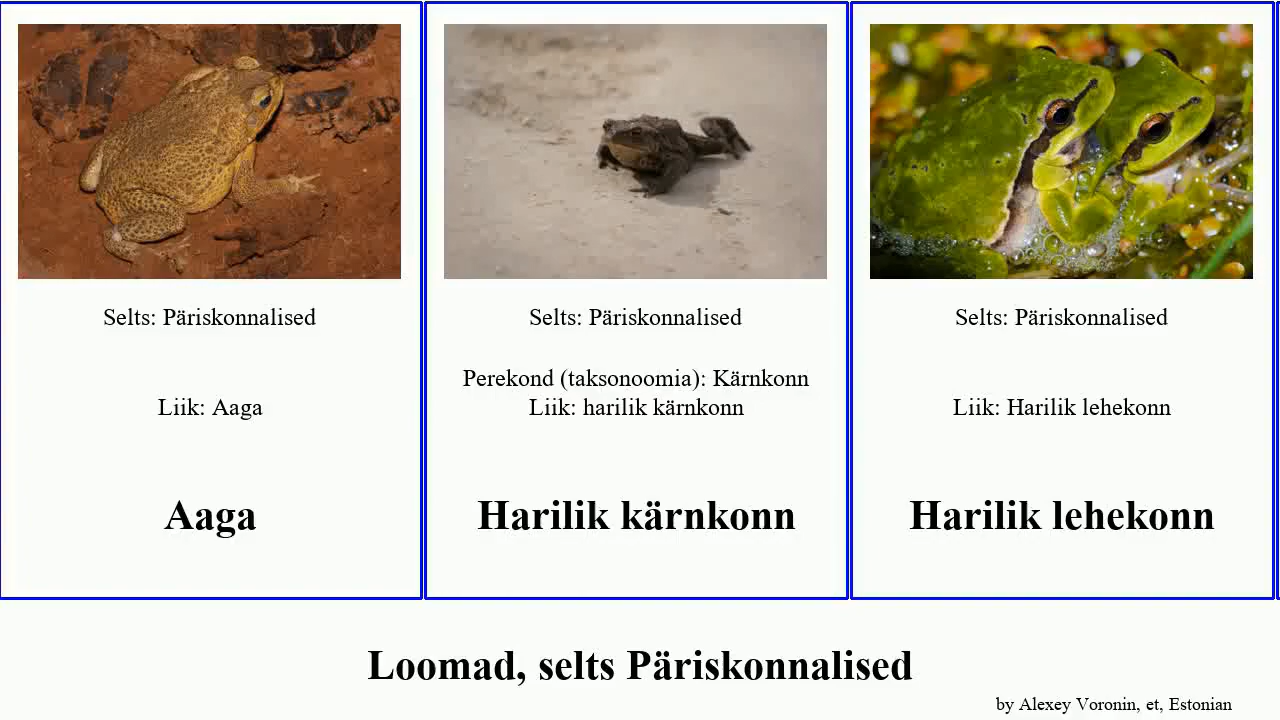 Selts: Päriskonnalised
Liik: Aaga
Aaga
Selts: Päriskonnalised
Perekond (taksonoomia): Kärnkonn
Liik: harilik kärnkonn
Harilik kärnkonn
Selts: Päriskonnalised
Liik: Harilik lehekonn
Harilik lehekonn
Loomad, selts Päriskonnalised
by Alexey Voronin, et, Estonian